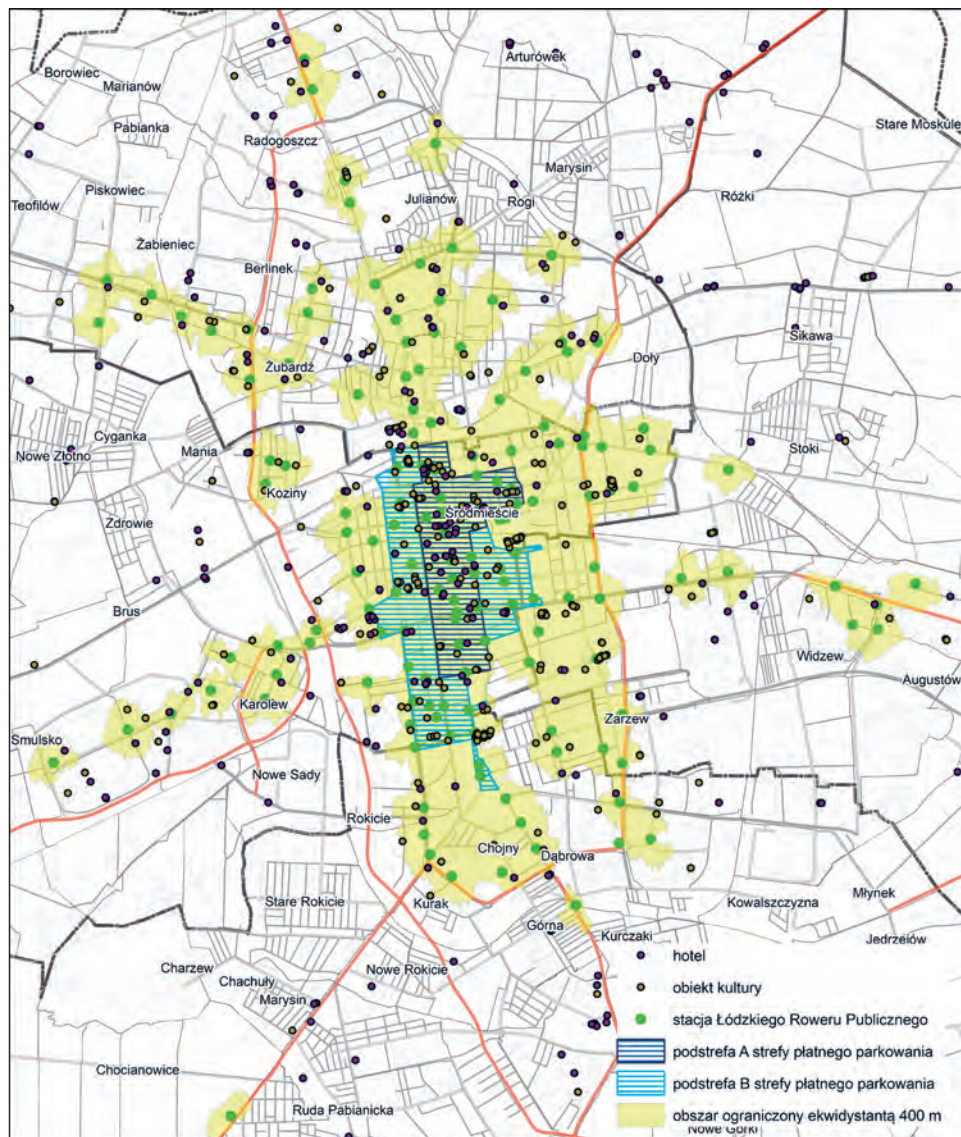 Arturówek
Borowiec
Marianów
Pabianka
Radogoszcz
Stare Moskule
Marysin
Piskowiec
Julianów
Rogi
Różki
Teofilów
Żabieniec
Berlinek
Sikawa
Doły
Żubardź
Cyganka
Nowe Złotno
Mania
Stoki
Koziny
Śródmieście
Zdrowie
Brus
Widzew
Augustów
Karolew
Zarzew
Smulsko
Nowe Sady
Rokicie
Chojny
Dąbrowa
Stare Rokicie
Kurak
Młynek
Kowalszczyzna
Górna
Kurczaki
Jedrzeiów
Charzew
Nowe Rokicie
Chachuły
Marysin
Chocianowice
Ruda Pabianicka
hotel
obiekt kultury
stacja Łódzkiego Roweru Publicznego
podstrefa A strefy płatnego parkowania
podstrefa B strefy płatnego parkowania
obszar ograniczony ekwidystantą 400 m
Nowe Górki